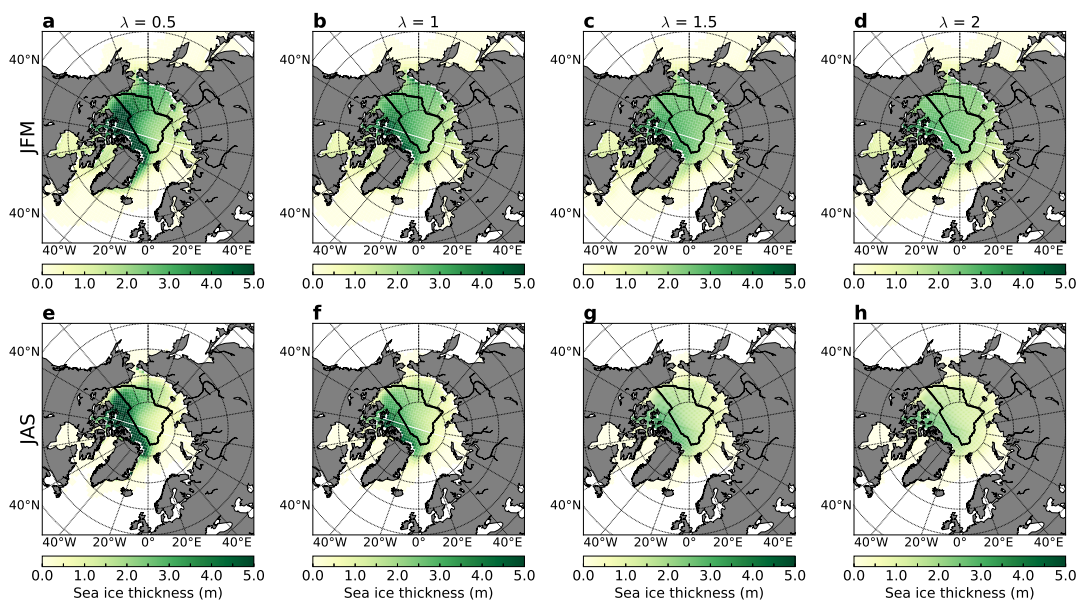 a λ = 0.5 b λ = 1 c λ = 1.5 d λ = 2
40°N 40°N 40°N 40°N
JFM
40°N 40°N 40°N 40°N
40°W 20°W 0° 20°E 40°E 40°W 20°W 0° 20°E 40°E 40°W 20°W 0° 20°E 40°E 40°W 20°W 0° 20°E 40°E
0.0 1.0 2.0 3.0 4.0 5.0 0.0 1.0 2.0 3.0 4.0 5.0 0.0 1.0 2.0 3.0 4.0 5.0 0.0 1.0 2.0 3.0 4.0 5.0
e f g h
40°N 40°N 40°N 40°N
JAS
40°N 40°N 40°N 40°N
40°W 20°W 0° 20°E 40°E 40°W 20°W 0° 20°E 40°E 40°W 20°W 0° 20°E 40°E 40°W 20°W 0° 20°E 40°E
0.0 1.0 2.0 3.0 4.0 5.0 0.0 1.0 2.0 3.0 4.0 5.0 0.0 1.0 2.0 3.0 4.0 5.0 0.0 1.0 2.0 3.0 4.0 5.0
Sea ice thickness (m) Sea ice thickness (m) Sea ice thickness (m) Sea ice thickness (m)